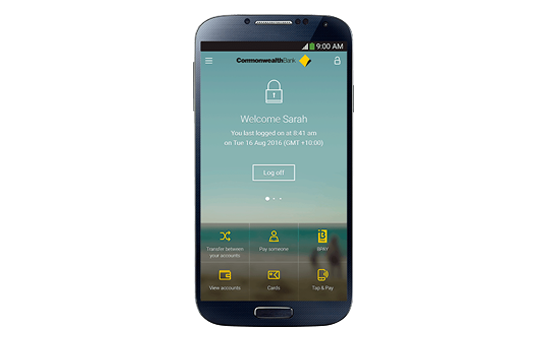 9:00 AM
CommonwealthBank
Welcome Sarah
You last logged on at 8:41 am
on Tue 16 Aug 2016 (GMT +10:00)
Log off
Transfer between
your accounts
Pay someone
BPAY
View accounts
Cards
Tap & Pay